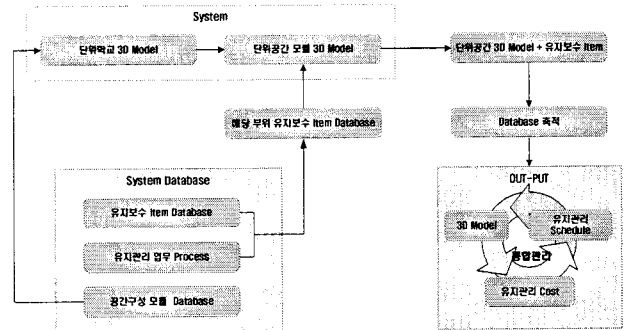 System
단위학교 3D Model
단위공간 모듈 3D Model
단위공간 3D Model + 유지보수 Item
해당 부위 유지보수 Item Database
Database 축적
System Database
유지보수 Item Database
유지관리 업무 Process
공간구성 모듈 Database
OUT-PUT
3D Model
유지관리
Schedule
통합관리
유지관리 Cost